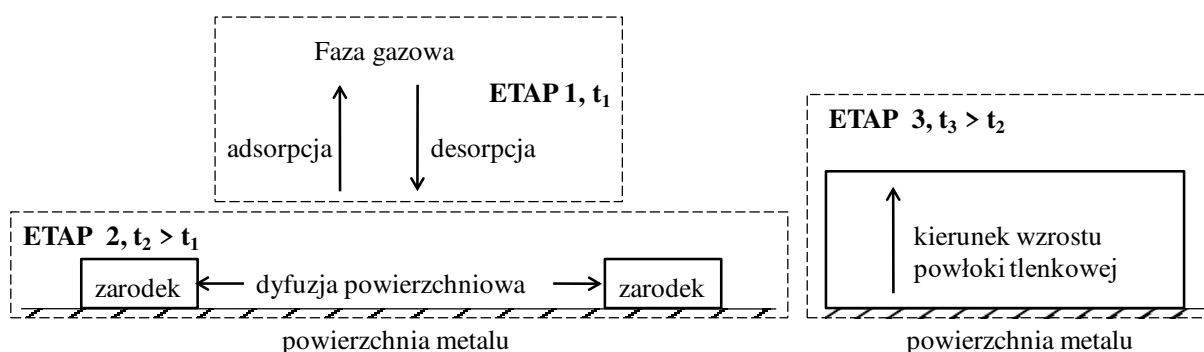 Faza gazowa
ETAP 1, t₁
adsorpcja
desorpcja
ETAP 2, t₂ > t₁
zarodek
dyfuzja powierzchniowa
zarodek
powierzchnia metalu
ETAP 3, t₃ > t₂
kierunek wzrostu
powłoki tlenkowej
powierzchnia metalu